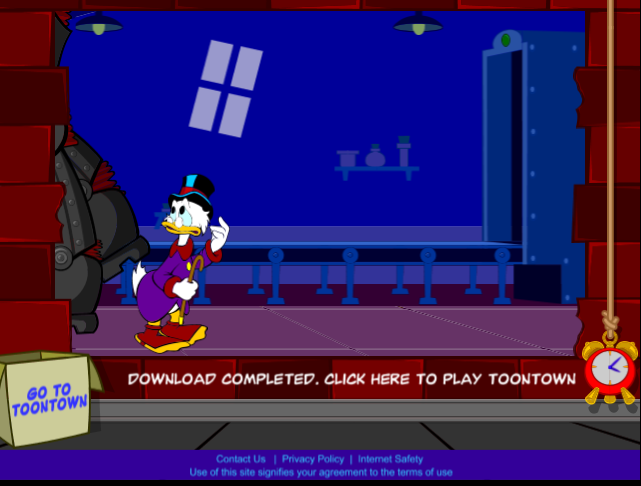 DOWNLOAD COMPLETED. CLICK HERE TO PLAY TOONTOWN
GO TO
TOONTOWN
Contact Us | Privacy Policy | Internet Safety
Use of this site signifies your agreement to the terms of use